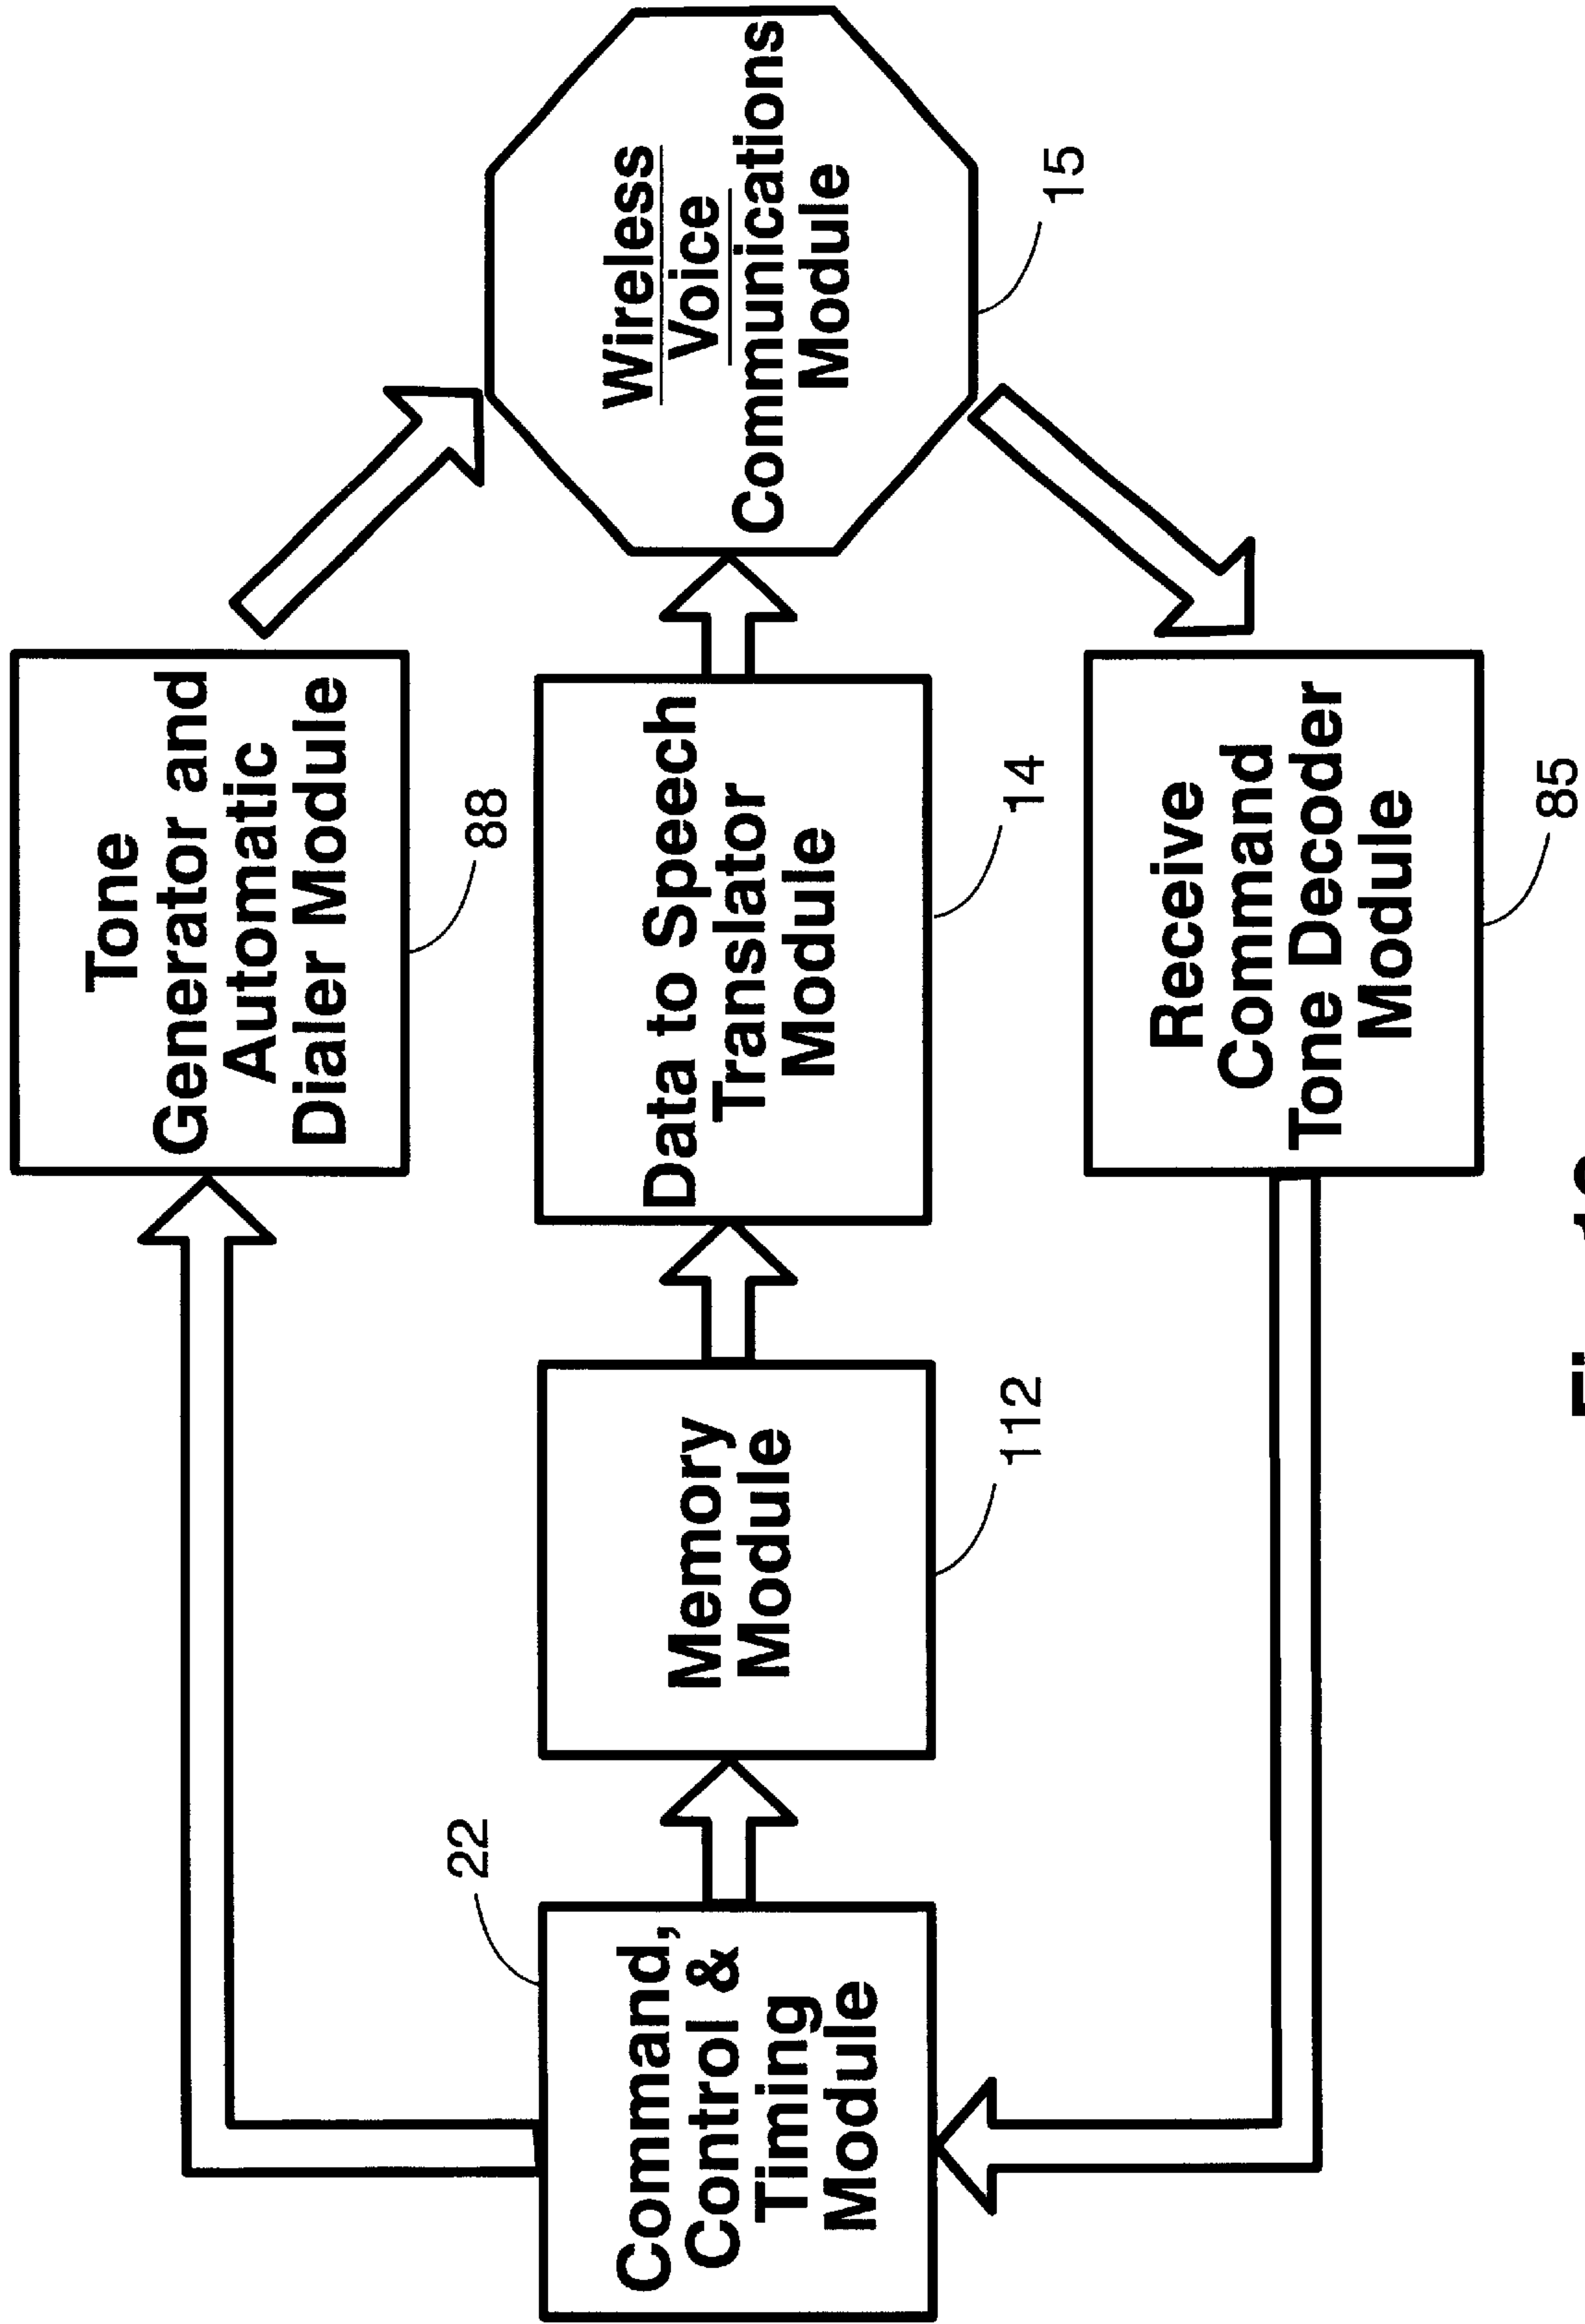 Tone
Generator and
Automatic
Dialer Module
88
Command,
Control &
Timing
Module
22
Memory
Module
112
Data to Speech
Translator
Module
14
Wireless
Voice
Communications
Module
15
Receive
Command
Tone Decoder
Module
85